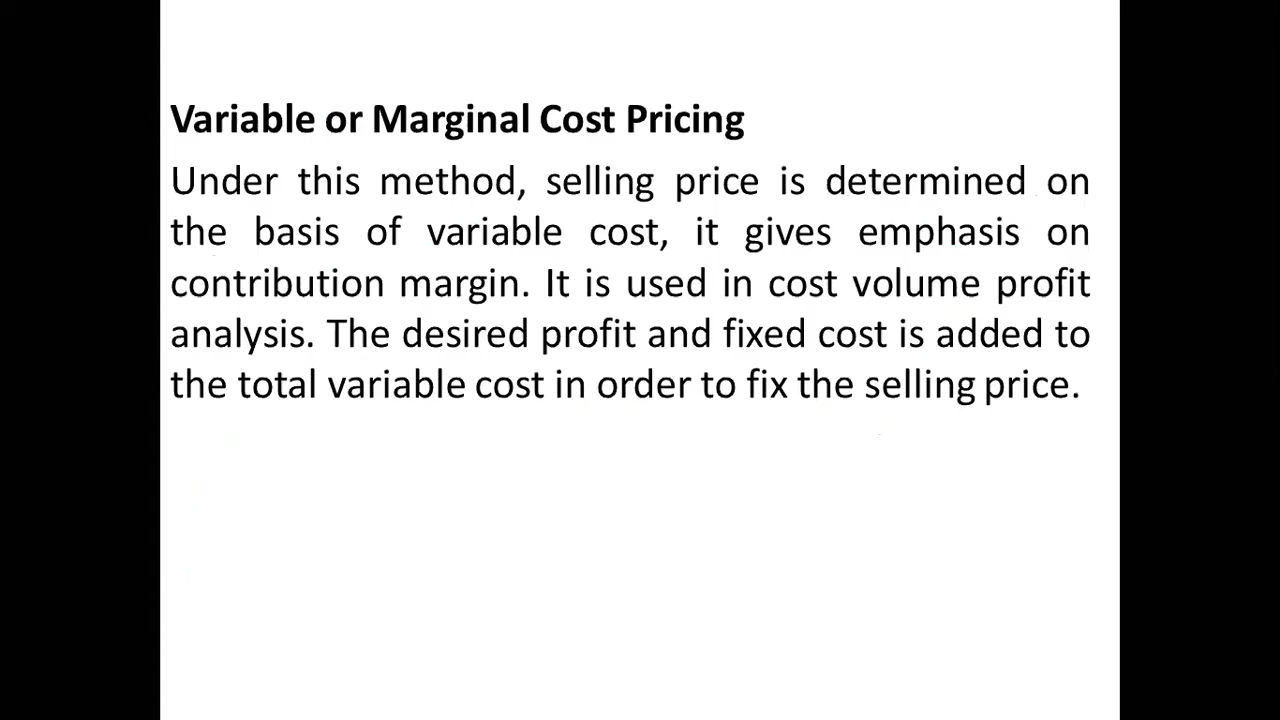 Variable or Marginal Cost Pricing
Under this method, selling price is determined on
the basis of variable cost, it gives emphasis on
contribution margin. It is used in cost volume profit
analysis. The desired profit and fixed cost is added to
the total variable cost in order to fix the selling price.